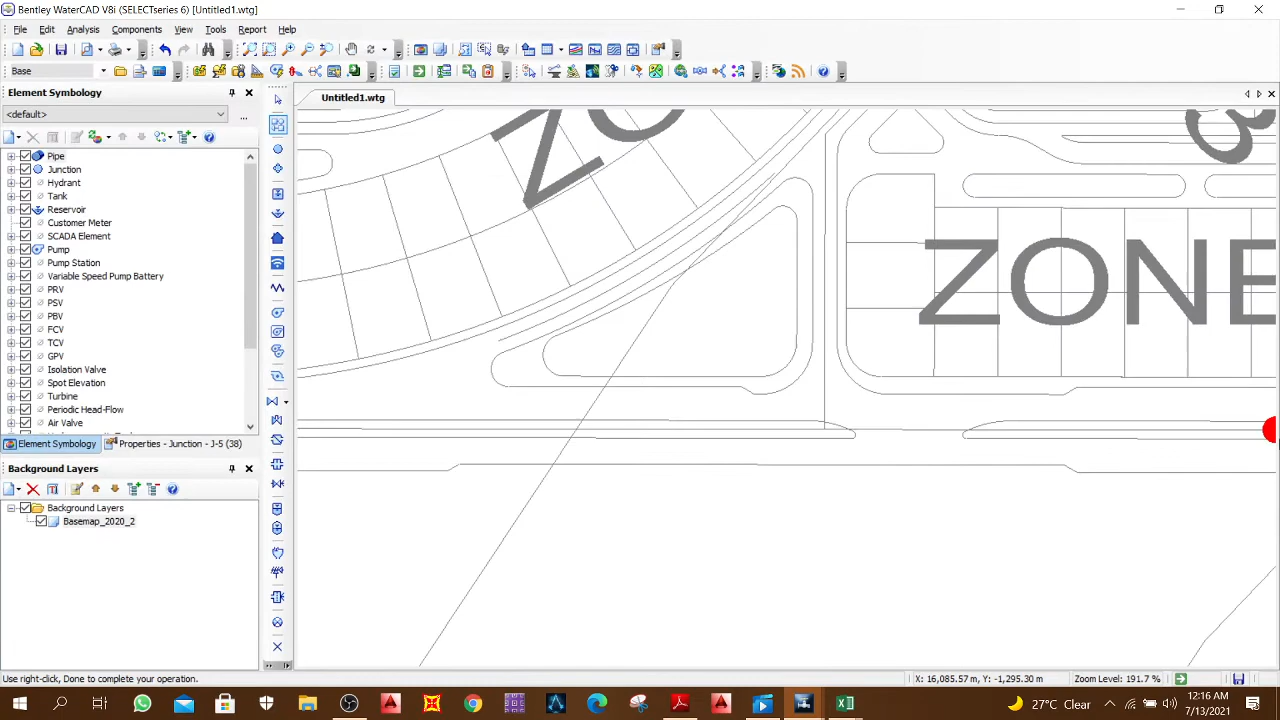 Bentley WaterCAD V8i (SELECTseries 6) [Untitled1.wtg]
File Edit Analysis Components View Tools Report Help
Base
Element Symbology
Untitled1.wtg
<default>
Pipe
Junction
Hydrant
Tank
Reservoir
Customer Meter
SCADA Element
Pump
Pump Station
Variable Speed Pump Battery
PRV
PSV
PBV
FCV
TCV
GPV
Isolation Valve
Spot Elevation
Turbine
Periodic Head-Flow
Air Valve
Element Symbology Properties - Junction - J-5 (38)
Background Layers
Background Layers
Basemap_2020_2
ZO
3
ZONE
Use right-click, Done to complete your operation.
X: 16,085.57 m, Y: -1,295.30 m
Zoom Level: 191.7 %
27°C Clear
12:16 AM
7/13/2021